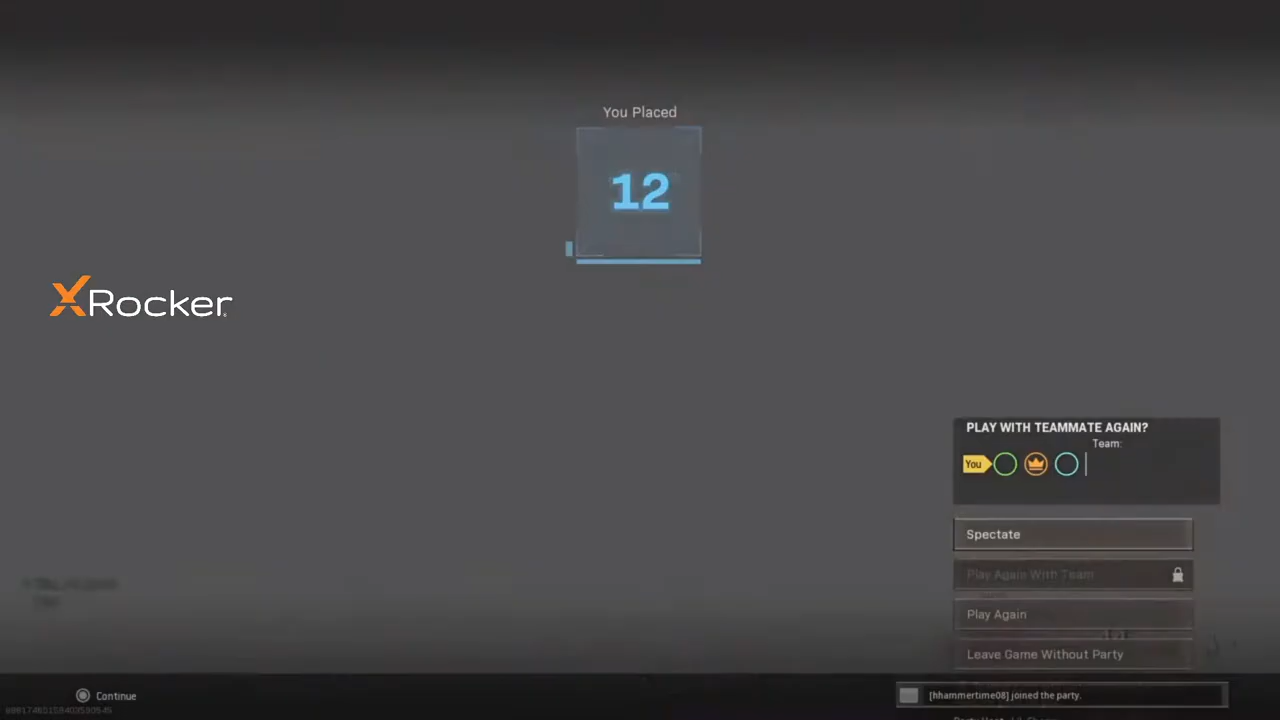 You Placed
12
XRocker
PLAY WITH TEAMMATE AGAIN?
Team:
You
Spectate
Play Again With Team
Play Again
Leave Game Without Party
Continue
[hhammertime08] joined the party.